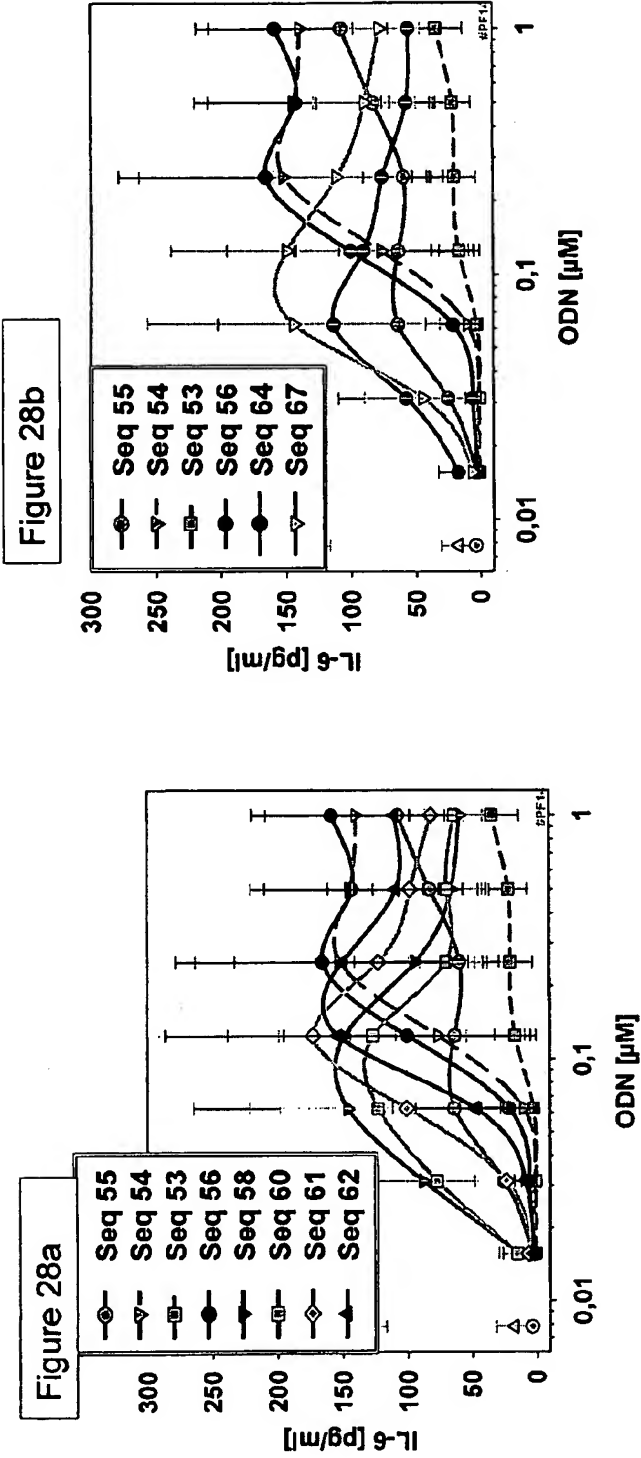 Figure 28a
Seq 55
Seq 54
Seq 53
Seq 56
Seq 58
Seq 60
Seq 61
Seq 62
IL-6 [pg/ml]
200
150
100
50
0
0,01
0,1
1
ODN [µM]
Figure 28b
Seq 55
Seq 54
Seq 53
Seq 56
Seq 64
Seq 67
IL-6 [pg/ml]
300
250
200
150
100
50
0
0,01
0,1
1
ODN [µM]